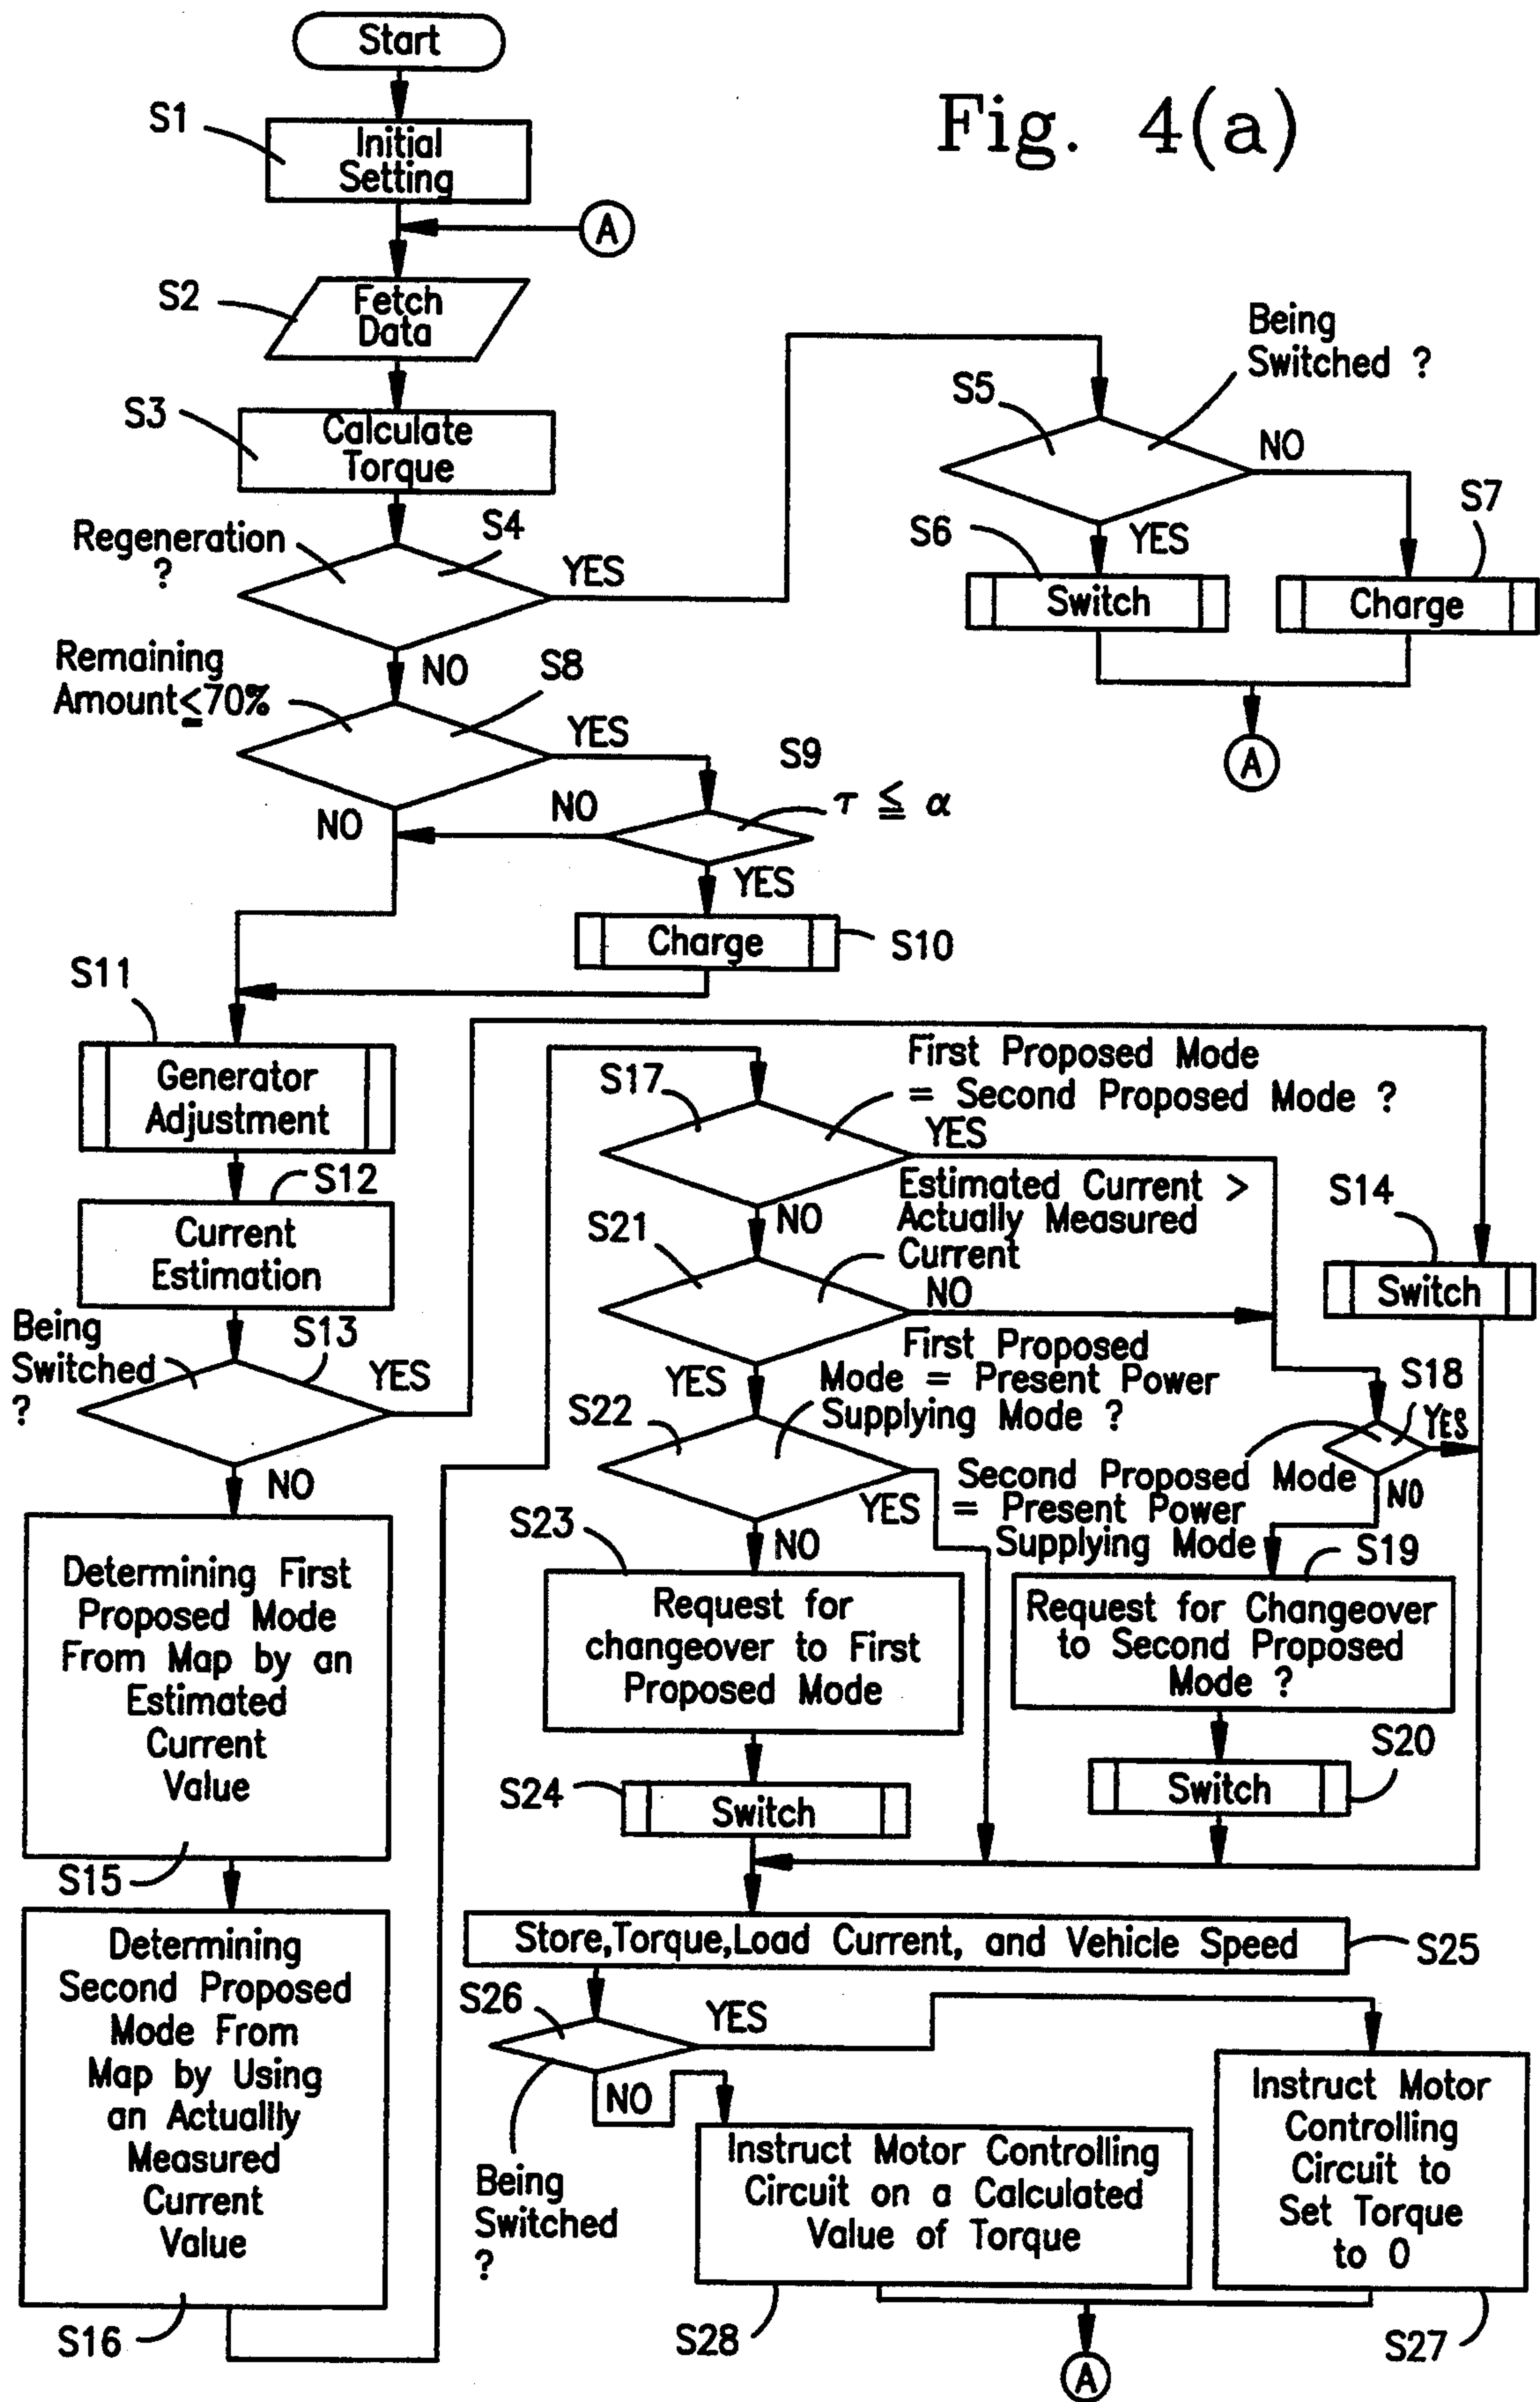 Start
Fig. 4(a)
S1
Initial
Setting
A
S2
Fetch
Data
S3
Calculate
Torque
Regeneration
?
S4
YES
NO
Being
Switched ?
S5
NO
YES
S6
Switch
S7
Charge
A
Remaining
Amount≤70%
S8
YES
NO
S9
τ ≦ α
NO
YES
Charge
S10
S11
Generator
Adjustment
S12
Current
Estimation
Being
Switched
?
S13
YES
NO
Determining First
Proposed Mode
From Map by an
Estimated
Current
Value
S15
Determining
Second Proposed
Mode From
Map by Using
an Actuallly
Measured
Current
Value
S16
S17
First Proposed Mode
= Second Proposed Mode ?
YES
NO
S21
Estimated Current >
Actually Measured
Current
NO
YES
S14
Switch
S22
First Proposed
Mode = Present Power
Supplying Mode ?
YES
NO
S18
YES
NO
Second Proposed Mode
= Present Power
Supplying Mode
S23
Request for
changeover to First
Proposed Mode
S19
Request for Changeover
to Second Proposed
Mode ?
S24
Switch
S20
Switch
Store,Torque,Load Current, and Vehicle Speed
S25
S26
YES
NO
Being
Switched
?
Instruct Motor Controlling
Circuit on a Calculated
Value of Torque
S28
Instruct Motor
Controlling
Circuit to
Set Torque
to 0
S27
A